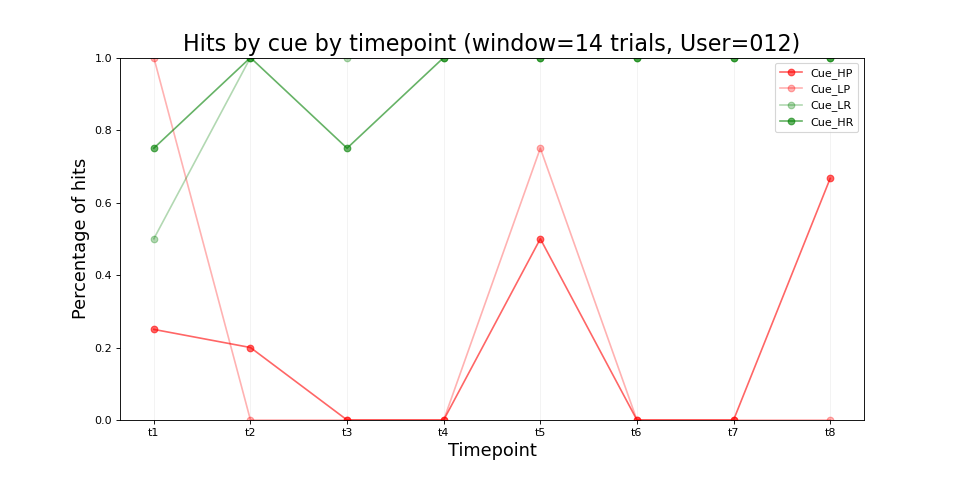 Hits by cue by timepoint (window=14 trials, User=012)
Percentage of hits
1.0
0.8
0.6
0.4
0.2
0.0
Cue_HP
Cue_LP
Cue_LR
Cue_HR
t1 t2 t3 t4 t5 t6 t7 t8
Timepoint